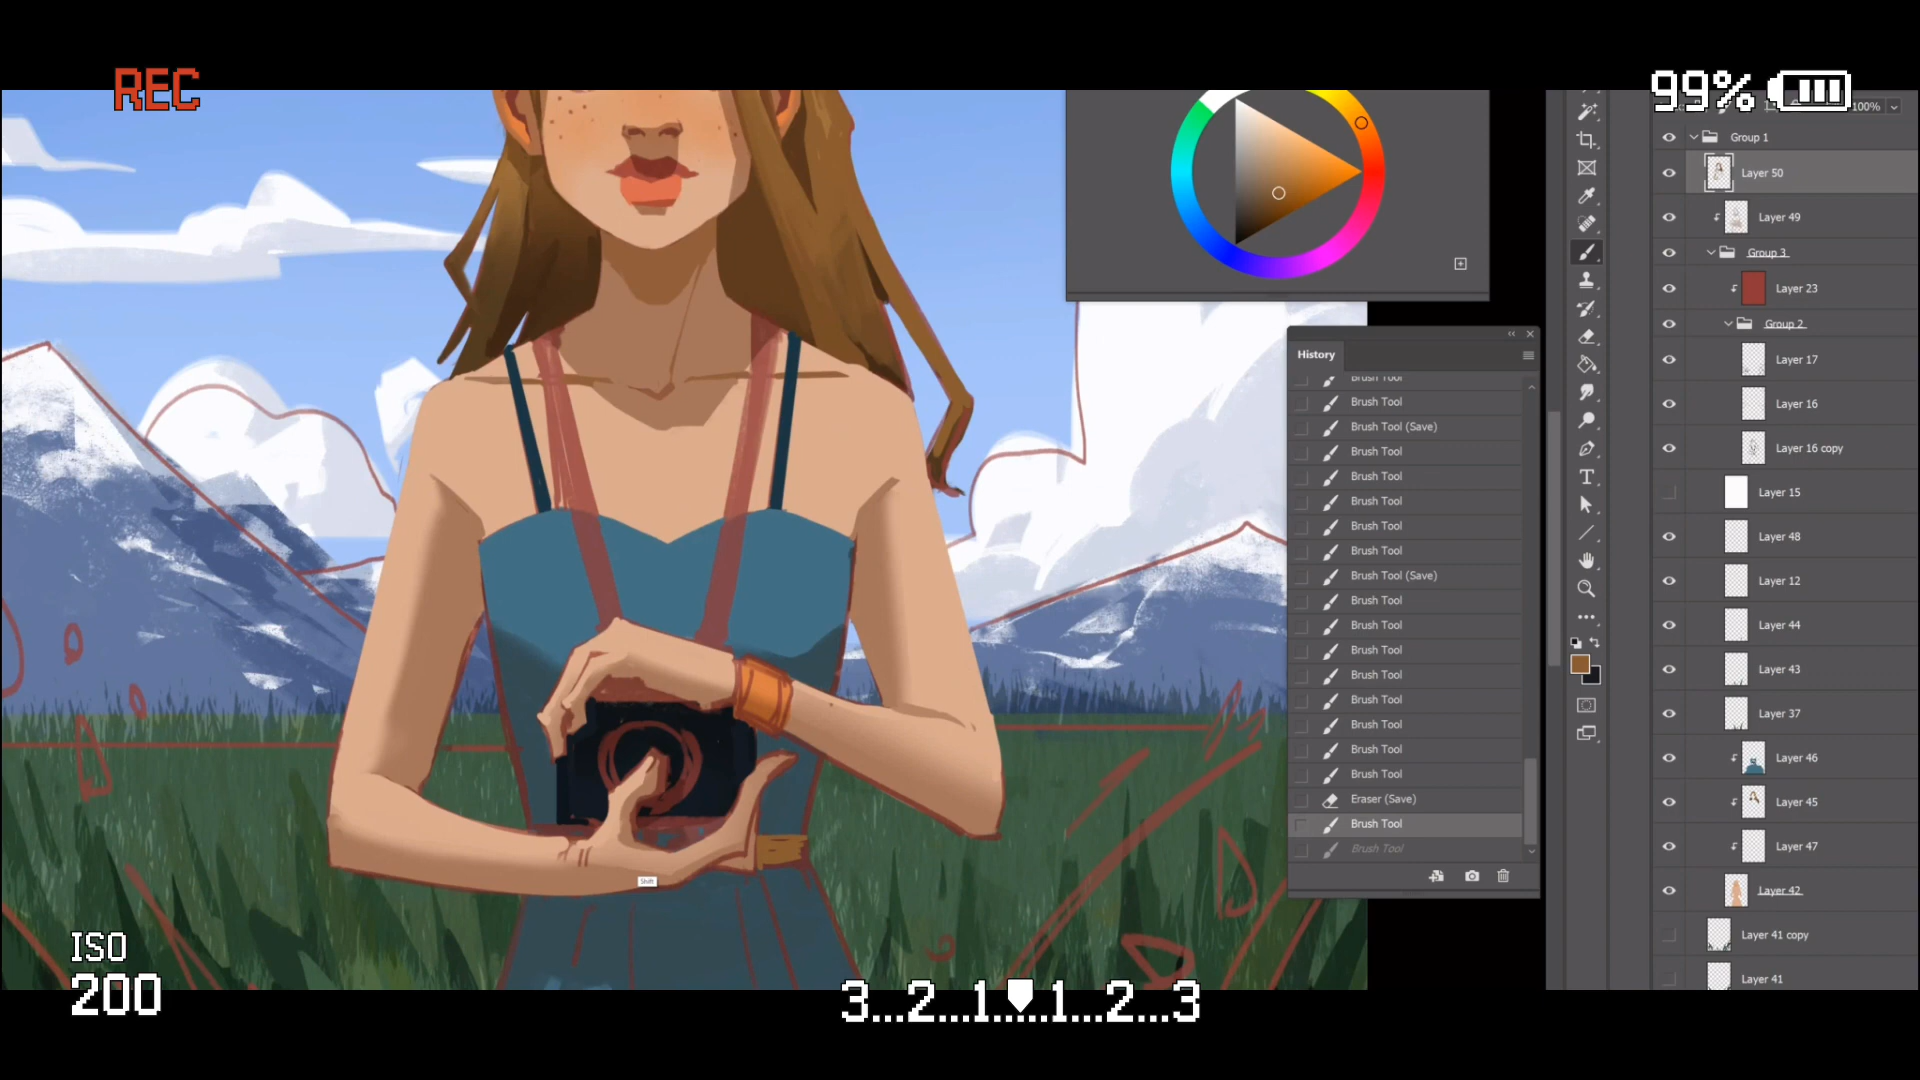 REC
99%
100%
Group 1
Layer 50
Layer 49
Group 3
Layer 23
Group 2
Layer 17
Layer 16
Layer 16 copy
Layer 15
Layer 48
Layer 12
Layer 44
Layer 43
Layer 37
Layer 46
Layer 45
Layer 47
Layer 42
Layer 41 copy
Layer 41
History
Brush Tool
Brush Tool
Brush Tool (Save)
Brush Tool
Brush Tool
Brush Tool
Brush Tool
Brush Tool
Brush Tool (Save)
Brush Tool
Brush Tool
Brush Tool
Brush Tool
Brush Tool
Brush Tool
Brush Tool
Brush Tool
Eraser (Save)
Brush Tool
Brush Tool
Shift
ISO
200
3...2...1...1...2...3